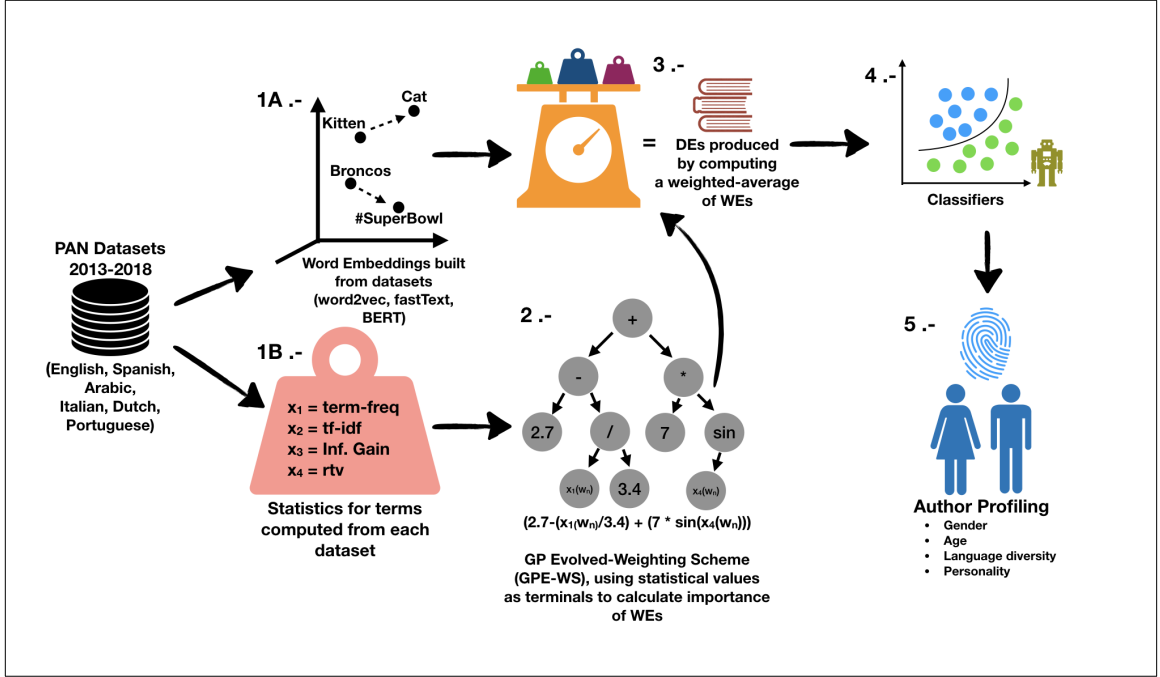 PAN Datasets
2013-2018
(English, Spanish,
Arabic,
Italian, Dutch,
Portuguese)
1A .-
Cat
Kitten
Broncos
#SuperBowl
Word Embeddings built
from datasets
(word2vec, fastText,
BERT)
1B .-
x₁ = term-freq
x₂ = tf-idf
x₃ = Inf. Gain
x₄ = rtv
Statistics for terms
computed from each
dataset
2 .-
+
- *
2.7 / 7 sin
x₁(wₙ) 3.4 x₄(wₙ)
(2.7-(x₁(wₙ)/3.4) + (7 * sin(x₄(wₙ)))
GP Evolved-Weighting Scheme
(GPE-WS), using statistical values
as terminals to calculate importance
of WEs
3 .-
=
DEs produced
by computing
a weighted-average
of WEs
4 .-
Classifiers
5 .-
Author Profiling
• Gender
• Age
• Language diversity
• Personality